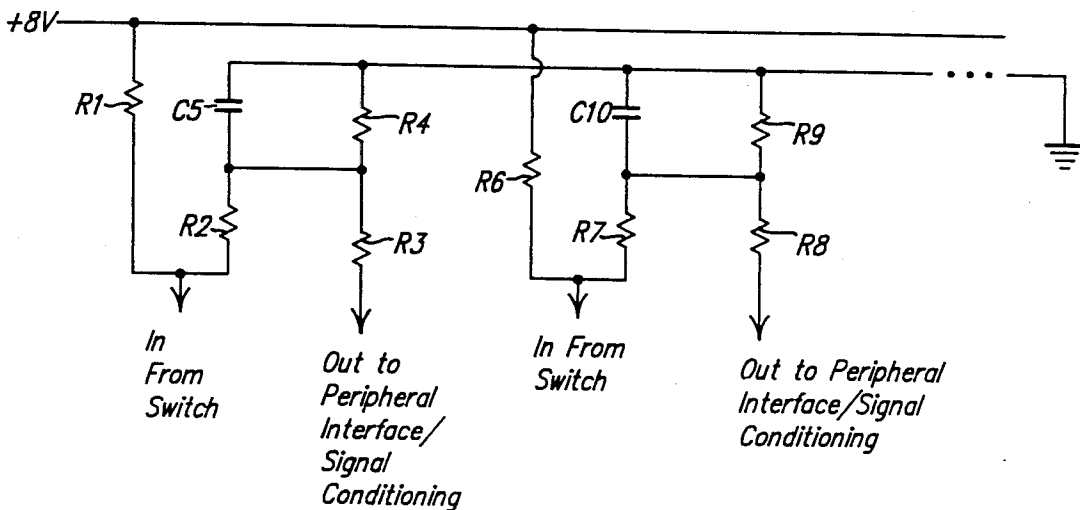 +8V
R1
C5
R4
R2
R3
R6
C10
R9
R7
R8
In
From
Switch
Out to
Peripheral
Interface/
Signal
Conditioning
In From
Switch
Out to Peripheral
Interface/Signal
Conditioning